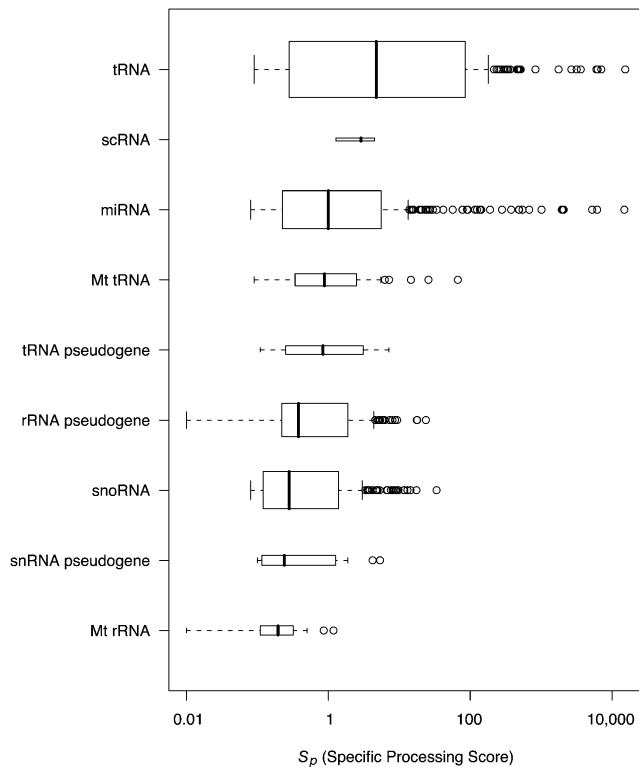 tRNA
scRNA
miRNA
Mt tRNA
tRNA pseudogene
rRNA pseudogene
snoRNA
snRNA pseudogene
Mt rRNA
0.01 1 100 10,000
Sp (Specific Processing Score)